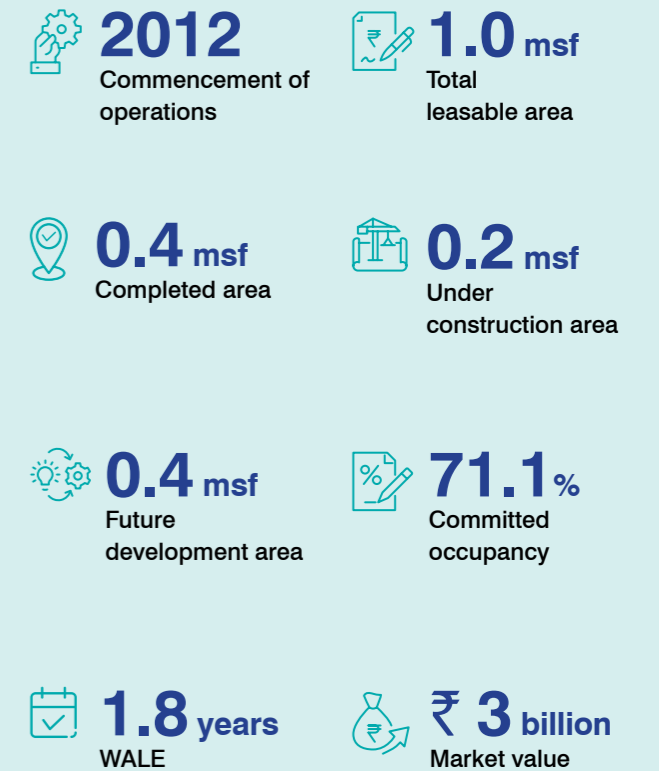 2012
Commencement of
operations
1.0 msf
Total
leasable area
0.4 msf
Completed area
0.2 msf
Under
construction area
0.4 msf
Future
development area
71.1%
Committed
occupancy
1.8 years
WALE
₹ 3 billion
Market value